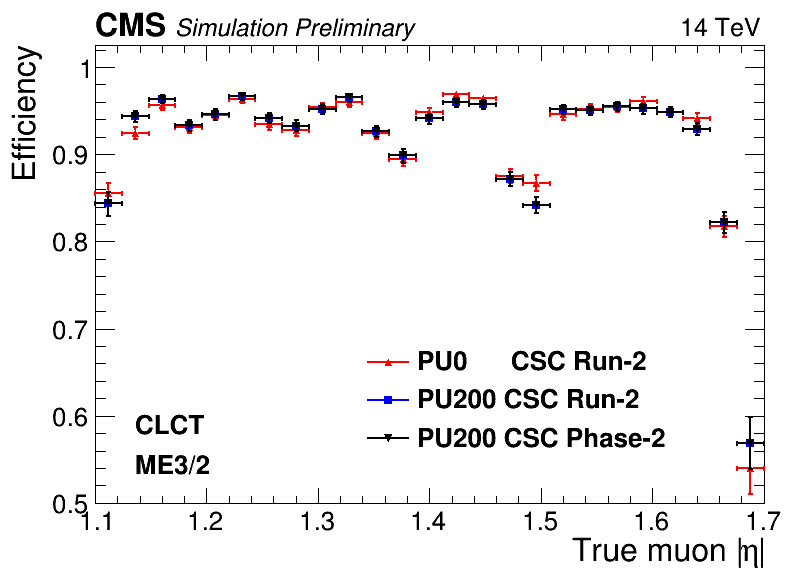 CMS Simulation Preliminary 14 TeV
Efficiency
1
0.9
0.8
0.7
0.6
0.5
PU0 CSC Run-2
PU200 CSC Run-2
PU200 CSC Phase-2
CLCT
ME3/2
1.1 1.2 1.3 1.4 1.5 1.6 1.7
True muon |η|